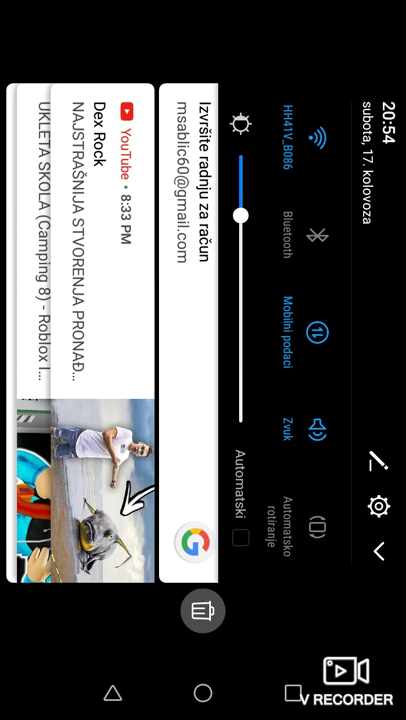 20:54
subota, 17. kolovoza
HH41V_B086
Bluetooth
Mobilni podaci
Zvuk
Automatsko
rotiranje
Automatski
Izvršite radnju za račun
msablic60@gmail.com
YouTube • 8:33 PM
Dex Rock
NAJSTRAŠNIJA STVORENJA PRONAĐ...
UKLETA ŠKOLA (Camping 8) - Roblox I...
V RECORDER